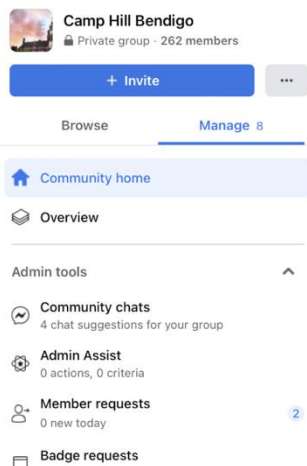 Camp Hill Bendigo
Private group · 262 members
+ Invite
...
Browse
Manage 8
Community home
Overview
Admin tools
Community chats
4 chat suggestions for your group
Admin Assist
0 actions, 0 criteria
Member requests
2
0 new today
Badge requests